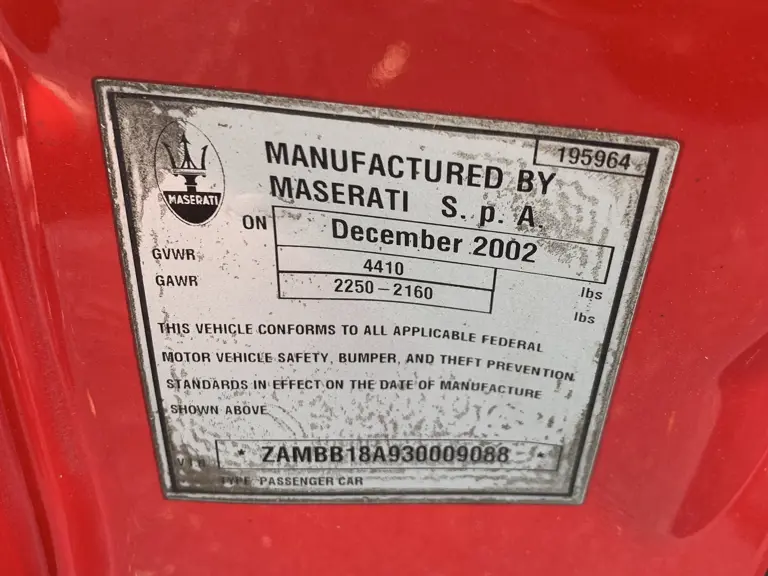 195964
MASERATI
MANUFACTURED BY
MASERATI S. p. A.
ON December 2002
GVWR 4410 lbs
GAWR 2250-2160 lbs
THIS VEHICLE CONFORMS TO ALL APPLICABLE FEDERAL
MOTOR VEHICLE SAFETY, BUMPER, AND THEFT PREVENTION
STANDARDS IN EFFECT ON THE DATE OF MANUFACTURE
SHOWN ABOVE
VIN * ZAMBB18A930009088 *
TYPE: PASSENGER CAR